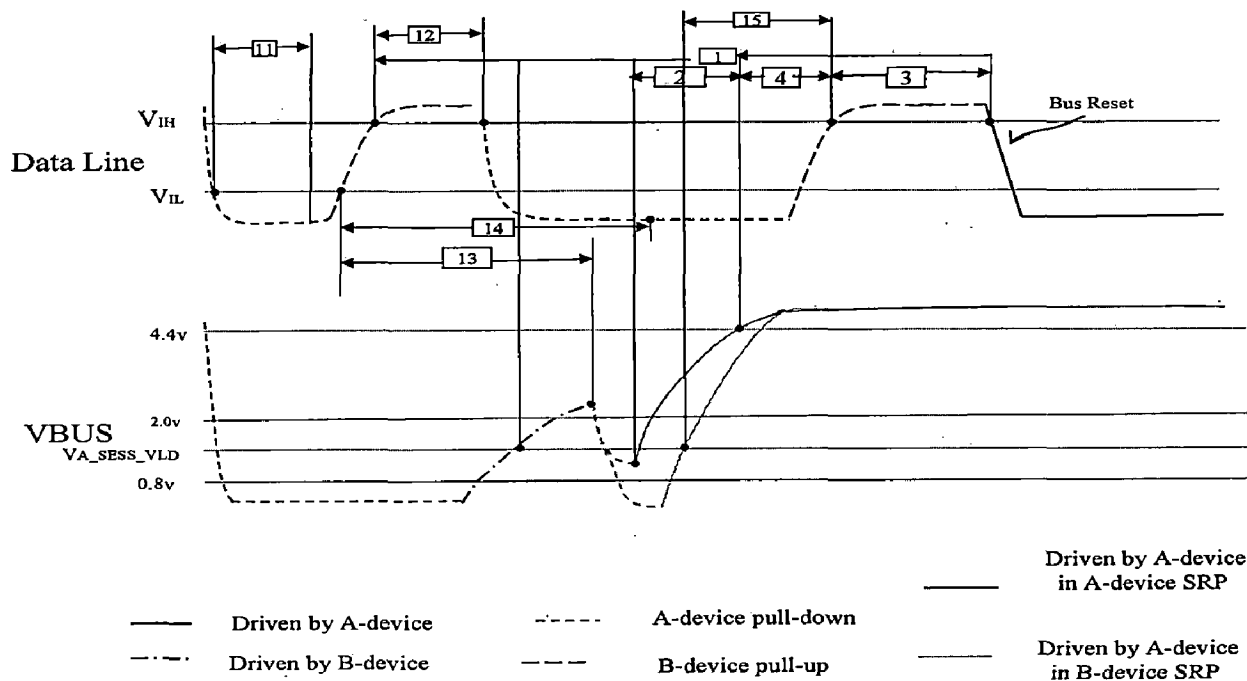 15
11
12
1
2
4
3
VIH
Bus Reset
Data Line
VIL
14
13
4.4v
2.0v
VBUS
VA_SESS_VLD
0.8v
Driven by A-device
in A-device SRP
Driven by A-device
A-device pull-down
Driven by B-device
B-device pull-up
Driven by A-device
in B-device SRP